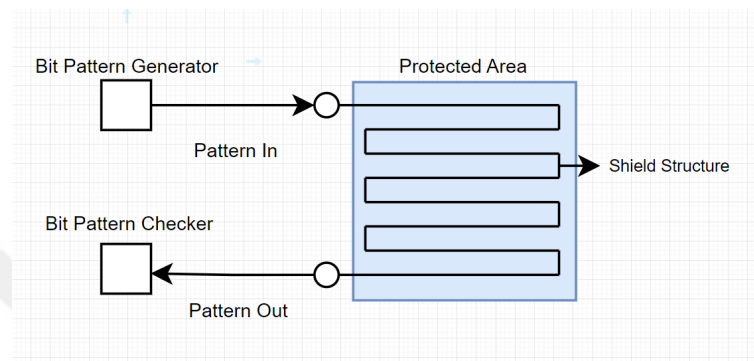 Bit Pattern Generator
Protected Area
Pattern In
Shield Structure
Bit Pattern Checker
Pattern Out